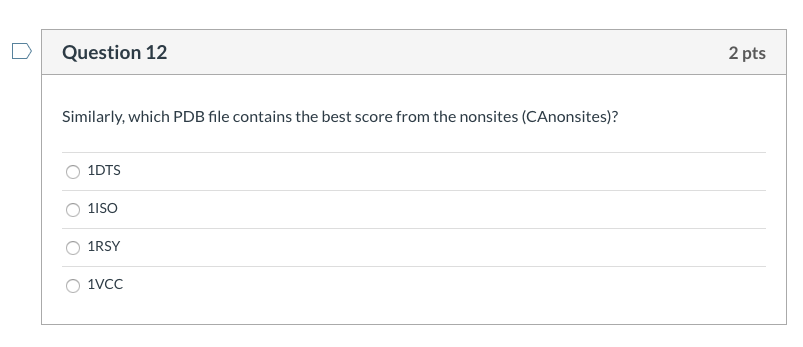 Question 12
2 pts
Similarly, which PDB file contains the best score from the nonsites (CAnonsites)?
1DTS
1ISO
1RSY
1VCC